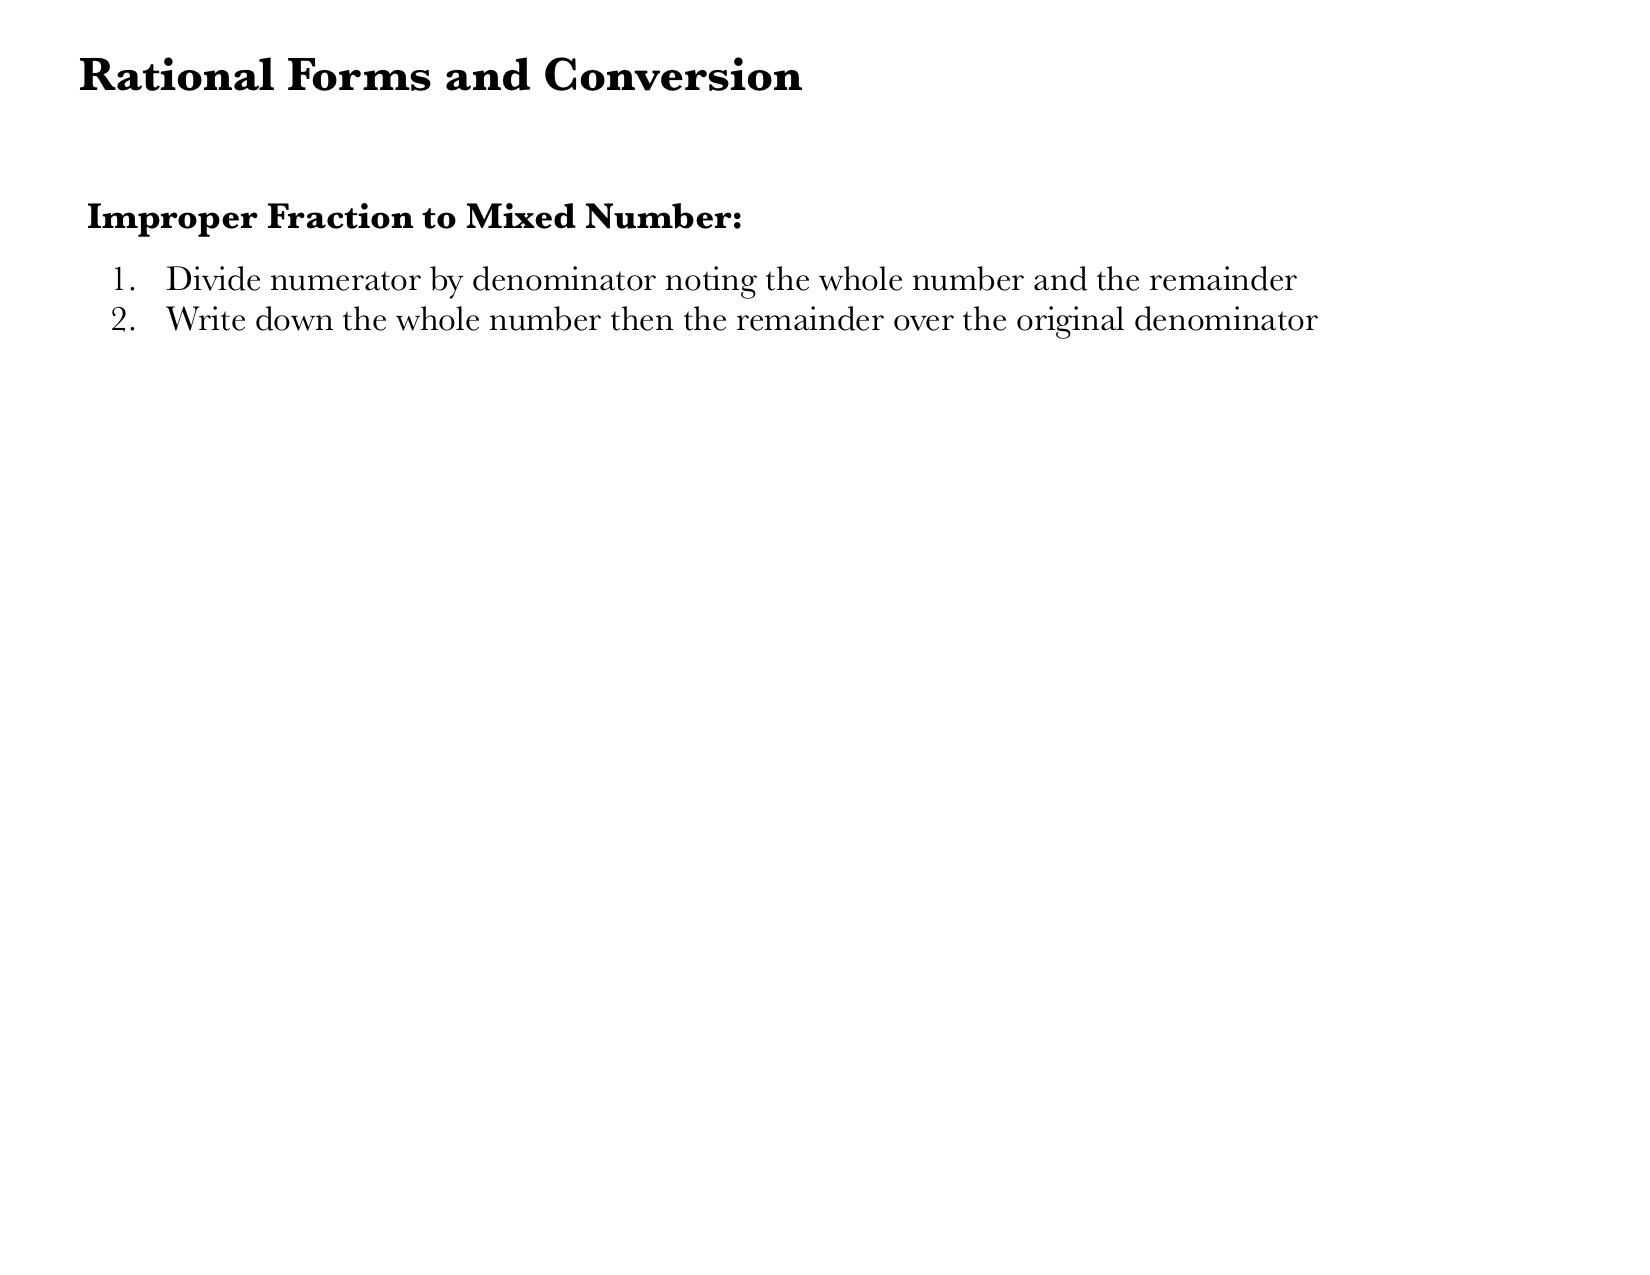 Rational Forms and Conversion
Improper Fraction to Mixed Number:
1. Divide numerator by denominator noting the whole number and the remainder
2. Write down the whole number then the remainder over the original denominator